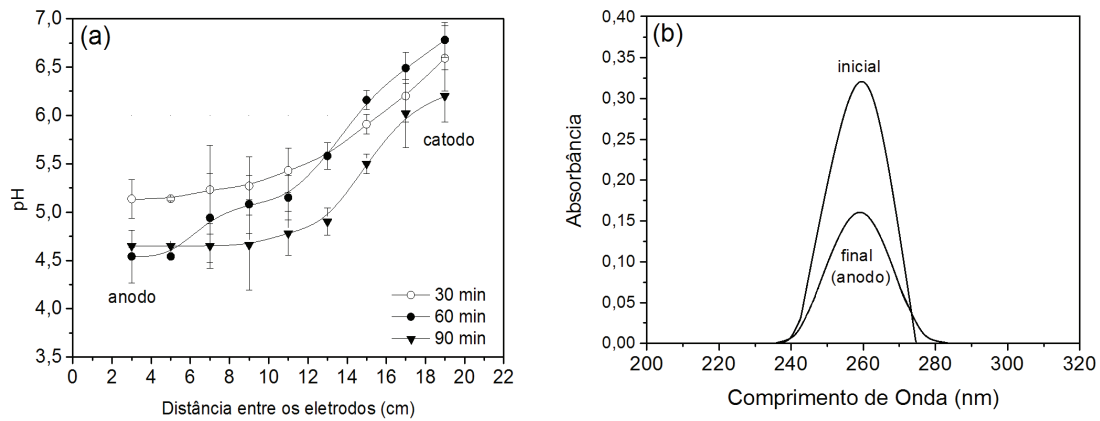 (a)
7,0
6,5
6,0
5,5
5,0
4,5
4,0
3,5
pH
catodo
anodo
30 min
60 min
90 min
0 2 4 6 8 10 12 14 16 18 20 22
Distância entre os eletrodos (cm)
(b)
0,40
0,35
0,30
0,25
0,20
0,15
0,10
0,05
0,00
Absorbância
inicial
final
(anodo)
200 220 240 260 280 300 320
Comprimento de Onda (nm)